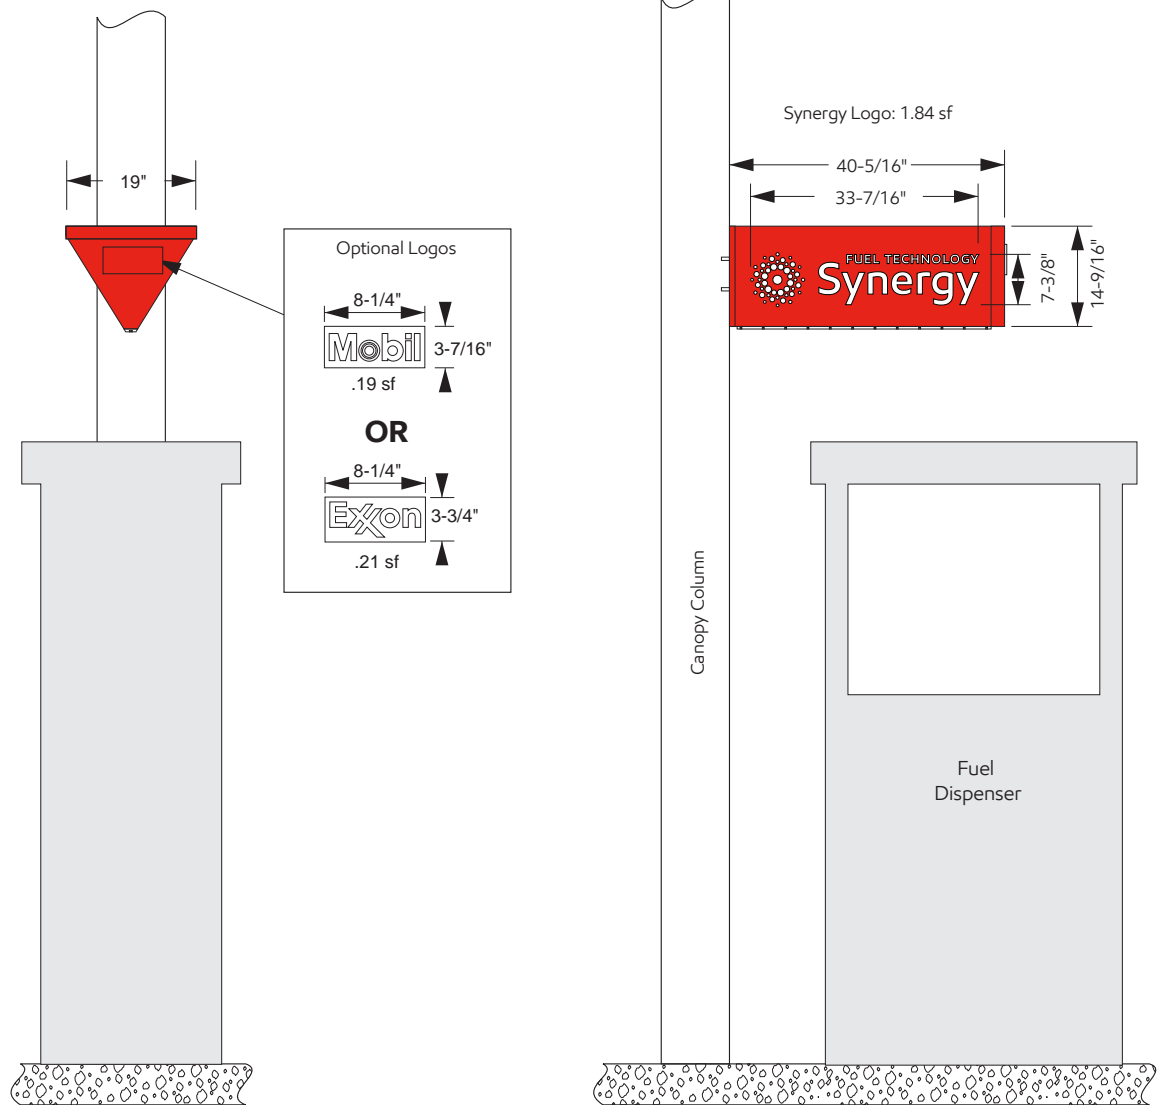 19"
Optional Logos
8-1/4"
Mobil
3-7/16"
.19 sf
OR
8-1/4"
Exxon
3-3/4"
.21 sf
Synergy Logo: 1.84 sf
40-5/16"
33-7/16"
FUEL TECHNOLOGY
Synergy
7-3/8"
14-9/16"
Canopy Column
Fuel
Dispenser